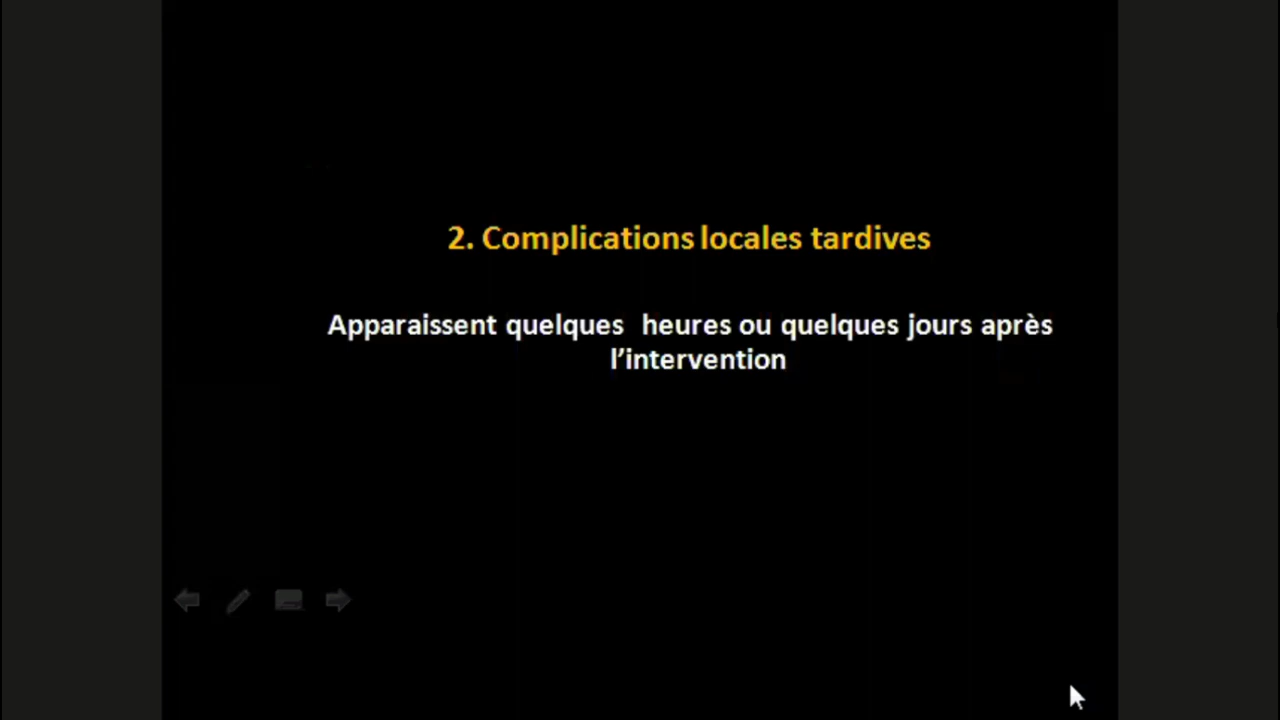 2. Complications locales tardives
Apparaissent quelques heures ou quelques jours après
l’intervention